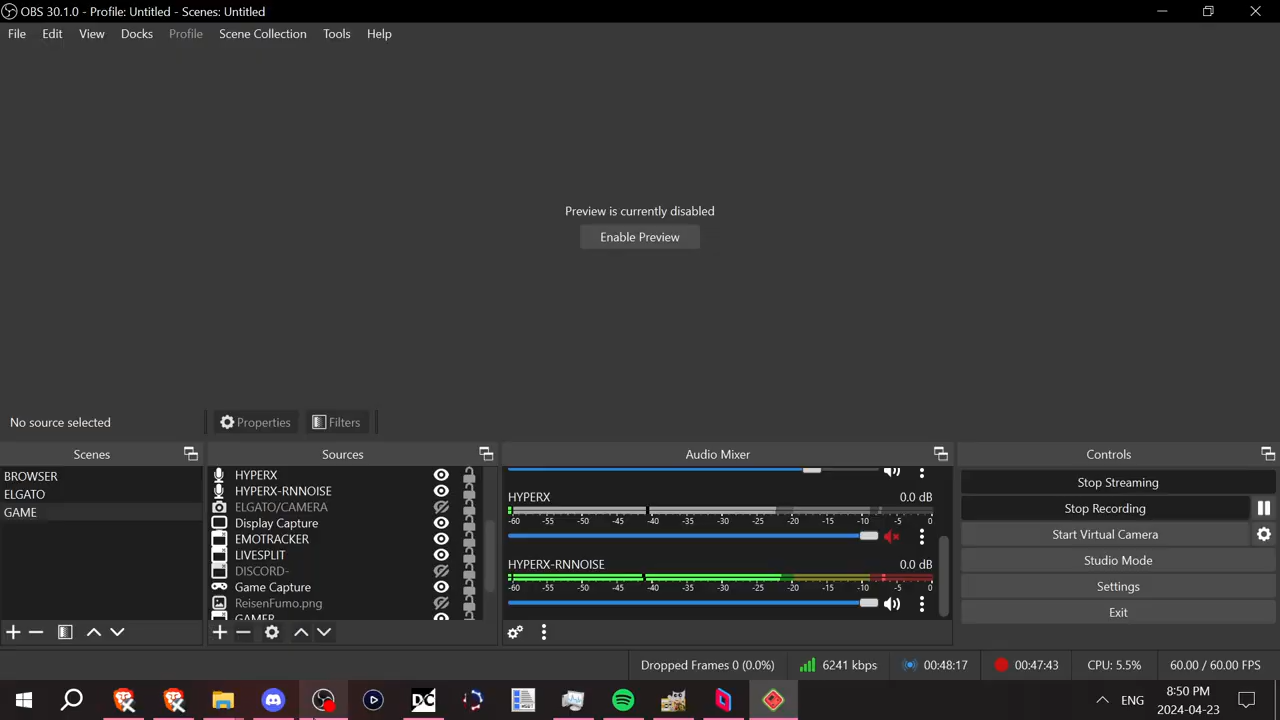 OBS 30.1.0 - Profile: Untitled - Scenes: Untitled
File Edit View Docks Profile Scene Collection Tools Help
Preview is currently disabled
Enable Preview
No source selected
Properties
Filters
Scenes
BROWSER
ELGATO
GAME
Sources
HYPERX
HYPERX-RNNOISE
ELGATO/CAMERA
Display Capture
EMOTRACKER
LIVESPLIT
DISCORD-
Game Capture
ReisenFumo.png
GAMER
Audio Mixer
HYPERX 0.0 dB
-60 -55 -50 -45 -40 -35 -30 -25 -20 -15 -10 -5 0
HYPERX-RNNOISE 0.0 dB
-60 -55 -50 -45 -40 -35 -30 -25 -20 -15 -10 -5 0
Controls
Stop Streaming
Stop Recording
Start Virtual Camera
Studio Mode
Settings
Exit
Dropped Frames 0 (0.0%) 6241 kbps 00:48:17 00:47:43 CPU: 5.5% 60.00 / 60.00 FPS
DC
ENG
8:50 PM
2024-04-23